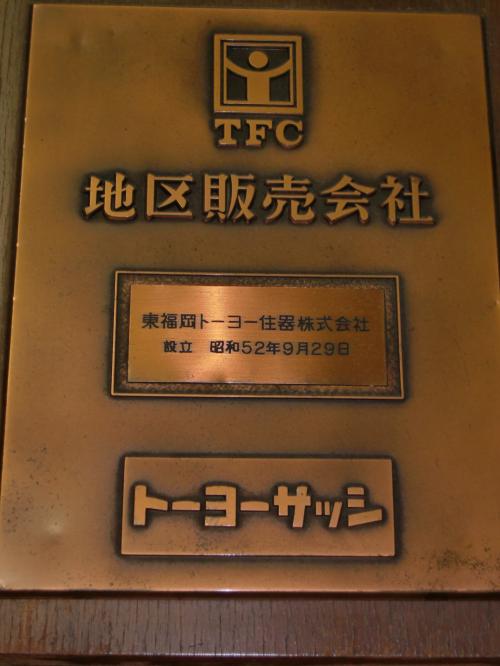 TFC
地区販売会社
東福岡トーヨー住器株式会社
設立 昭和52年9月29日
トーヨーサッシ